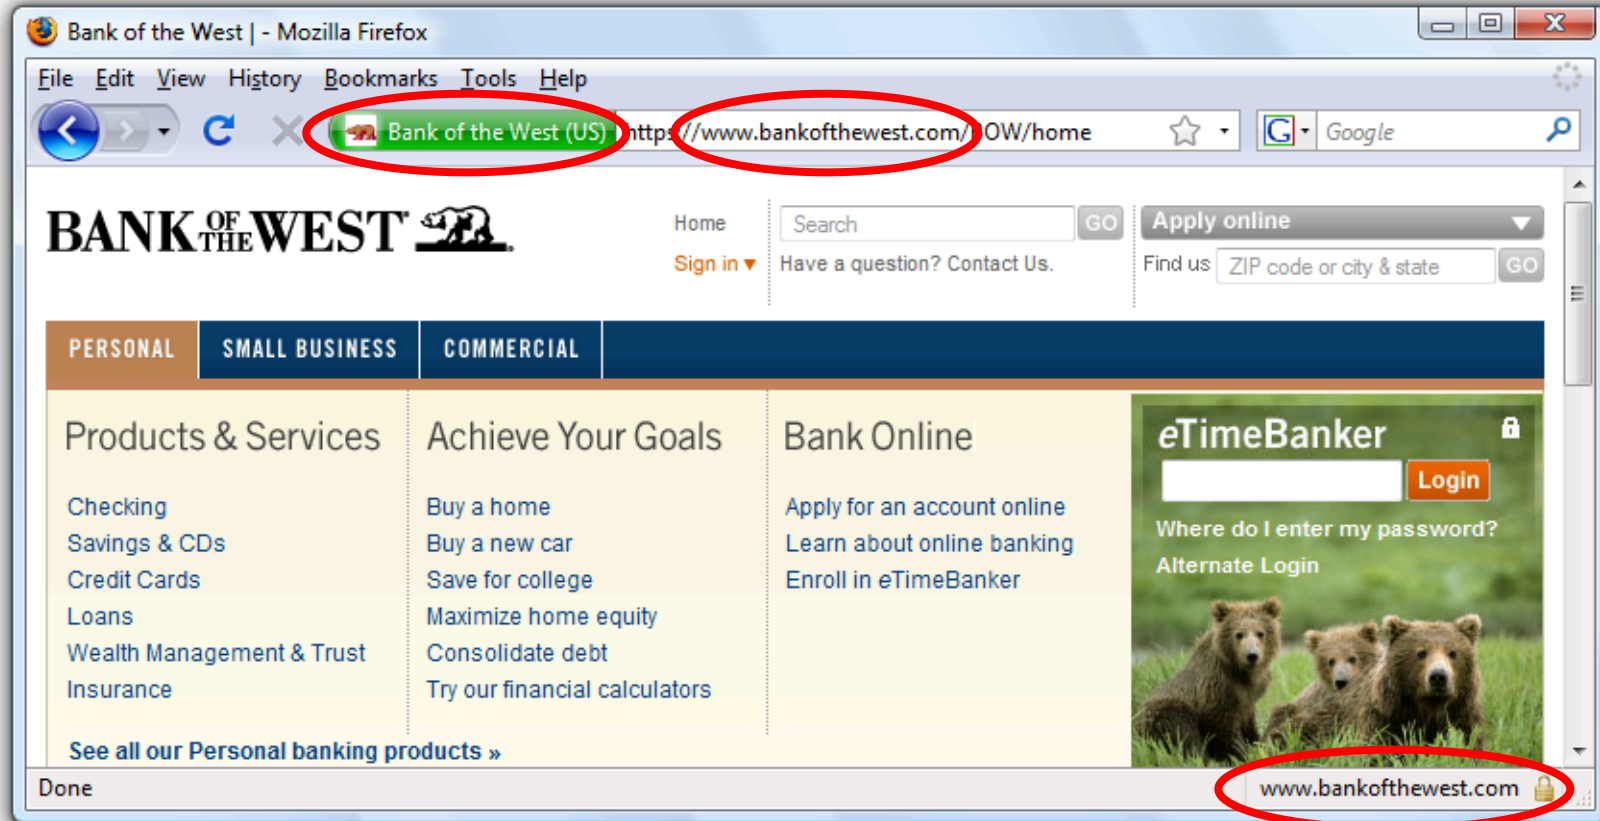 Bank of the West | - Mozilla Firefox
File Edit View History Bookmarks Tools Help
Bank of the West (US) https://www.bankofthewest.com/BOW/home G Google
BANK OF THE WEST
Home
Sign in
Search GO
Have a question? Contact Us.
Apply online
Find us ZIP code or city & state GO
PERSONAL SMALL BUSINESS COMMERCIAL
Products & Services
Checking
Savings & CDs
Credit Cards
Loans
Wealth Management & Trust
Insurance
See all our Personal banking products »
Achieve Your Goals
Buy a home
Buy a new car
Save for college
Maximize home equity
Consolidate debt
Try our financial calculators
Bank Online
Apply for an account online
Learn about online banking
Enroll in eTimeBanker
eTimeBanker
Login
Where do I enter my password?
Alternate Login
Done www.bankofthewest.com